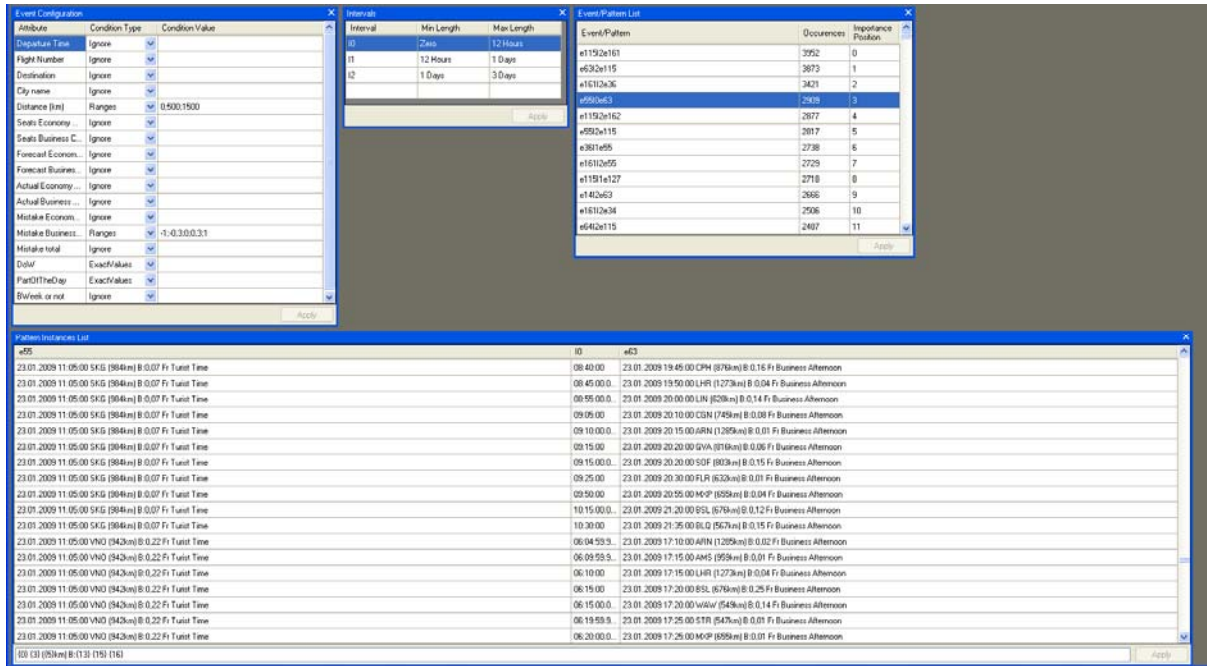 Event Configuration
Attribute Condition Type Condition Value
Departure Time Ignore
Flight Number Ignore
Destination Ignore
City name Ignore
Distance (km) Ranges 0;500;1500
Seats Economy ... Ignore
Seats Business C... Ignore
Forecast Econom... Ignore
Forecast Busines... Ignore
Actual Economy ... Ignore
Actual Business ... Ignore
Mistake Econom... Ignore
Mistake Business... Ranges -1;-0,3;0;0,3;1
Mistake total Ignore
DoW ExactValues
PartOfTheDay ExactValues
BWeek or not Ignore
Apply
Intervals
Interval Min Length Max Length
I0 Zero 12 Hours
I1 12 Hours 1 Days
I2 1 Days 3 Days
Apply
Event/Pattern List
Event/Pattern Occurences Importance Position
e115I2e161 3952 0
e63I2e115 3873 1
e161I2e36 3421 2
e55I0e63 2909 3
e115I2e162 2877 4
e55I2e115 2817 5
e36I1e55 2738 6
e161I2e55 2729 7
e115I1e127 2718 8
e14I2e63 2666 9
e161I2e34 2506 10
e64I2e115 2407 11
Apply
Pattern Instances List
e55 I0 e63
23.01.2009 11:05:00 SKG (984km) B:0,07 Fr Turist Time 08:40:00 23.01.2009 19:45:00 CPH (876km) B:0,16 Fr Business Afternoon
23.01.2009 11:05:00 SKG (984km) B:0,07 Fr Turist Time 08:45:00.0... 23.01.2009 19:50:00 LHR (1273km) B:0,04 Fr Business Afternoon
23.01.2009 11:05:00 SKG (984km) B:0,07 Fr Turist Time 08:55:00.0... 23.01.2009 20:00:00 LIN (628km) B:0,14 Fr Business Afternoon
23.01.2009 11:05:00 SKG (984km) B:0,07 Fr Turist Time 09:05:00 23.01.2009 20:10:00 CGN (745km) B:0,08 Fr Business Afternoon
23.01.2009 11:05:00 SKG (984km) B:0,07 Fr Turist Time 09:10:00.0... 23.01.2009 20:15:00 ARN (1285km) B:0,01 Fr Business Afternoon
23.01.2009 11:05:00 SKG (984km) B:0,07 Fr Turist Time 09:15:00 23.01.2009 20:20:00 GVA (816km) B:0,06 Fr Business Afternoon
23.01.2009 11:05:00 SKG (984km) B:0,07 Fr Turist Time 09:15:00.0... 23.01.2009 20:20:00 SOF (803km) B:0,15 Fr Business Afternoon
23.01.2009 11:05:00 SKG (984km) B:0,07 Fr Turist Time 09:25:00 23.01.2009 20:30:00 FLR (632km) B:0,01 Fr Business Afternoon
23.01.2009 11:05:00 SKG (984km) B:0,07 Fr Turist Time 09:50:00 23.01.2009 20:55:00 MXP (655km) B:0,04 Fr Business Afternoon
23.01.2009 11:05:00 SKG (984km) B:0,07 Fr Turist Time 10:15:00.0... 23.01.2009 21:20:00 BSL (676km) B:0,12 Fr Business Afternoon
23.01.2009 11:05:00 SKG (984km) B:0,07 Fr Turist Time 10:30:00 23.01.2009 21:35:00 BLQ (567km) B:0,15 Fr Business Afternoon
23.01.2009 11:05:00 VNO (942km) B:0,22 Fr Turist Time 06:04:59.9... 23.01.2009 17:10:00 ARN (1285km) B:0,02 Fr Business Afternoon
23.01.2009 11:05:00 VNO (942km) B:0,22 Fr Turist Time 06:09:59.9... 23.01.2009 17:15:00 AMS (959km) B:0,01 Fr Business Afternoon
23.01.2009 11:05:00 VNO (942km) B:0,22 Fr Turist Time 06:10:00 23.01.2009 17:15:00 LHR (1273km) B:0,04 Fr Business Afternoon
23.01.2009 11:05:00 VNO (942km) B:0,22 Fr Turist Time 06:15:00 23.01.2009 17:20:00 BSL (676km) B:0,25 Fr Business Afternoon
23.01.2009 11:05:00 VNO (942km) B:0,22 Fr Turist Time 06:15:00.0... 23.01.2009 17:20:00 WAW (549km) B:0,14 Fr Business Afternoon
23.01.2009 11:05:00 VNO (942km) B:0,22 Fr Turist Time 06:19:59.9... 23.01.2009 17:25:00 STR (547km) B:0,01 Fr Business Afternoon
23.01.2009 11:05:00 VNO (942km) B:0,22 Fr Turist Time 06:20:00.0... 23.01.2009 17:25:00 MXP (655km) B:0,01 Fr Business Afternoon
{0} {3} ({5}km) B:{13} {15} {16}
Apply